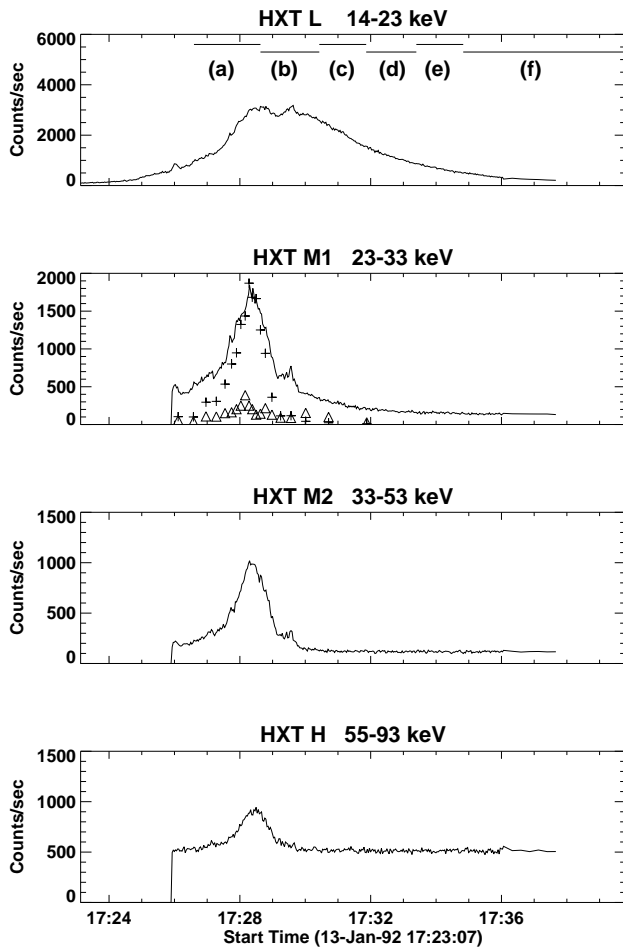 HXT L 14-23 keV
6000
4000
2000
0
Counts/sec
(a) (b) (c) (d) (e) (f)
HXT M1 23-33 keV
2000
1500
1000
500
0
Counts/sec
HXT M2 33-53 keV
1500
1000
500
0
Counts/sec
HXT H 55-93 keV
1500
1000
500
0
Counts/sec
17:24 17:28 17:32 17:36
Start Time (13-Jan-92 17:23:07)